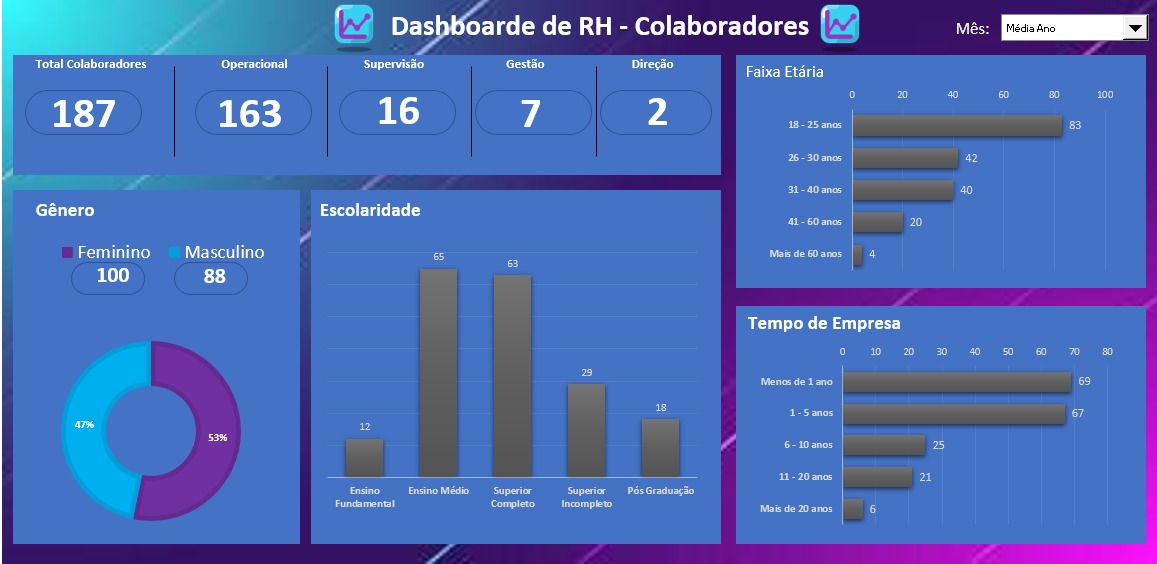 Dashboarde de RH - Colaboradores
Mês:
Média Ano
Total Colaboradores
Operacional
Supervisão
Gestão
Direção
187
163
16
7
2
Gênero
Feminino
Masculino
100
88
47%
53%
Escolaridade
65
63
29
18
12
Ensino Fundamental
Ensino Médio
Superior Completo
Superior Incompleto
Pós Graduação
Faixa Etária
0 20 40 60 80 100
18 - 25 anos 83
26 - 30 anos 42
31 - 40 anos 40
41 - 60 anos 20
Mais de 60 anos 4
Tempo de Empresa
0 10 20 30 40 50 60 70 80
Menos de 1 ano 69
1 - 5 anos 67
6 - 10 anos 25
11 - 20 anos 21
Mais de 20 anos 6